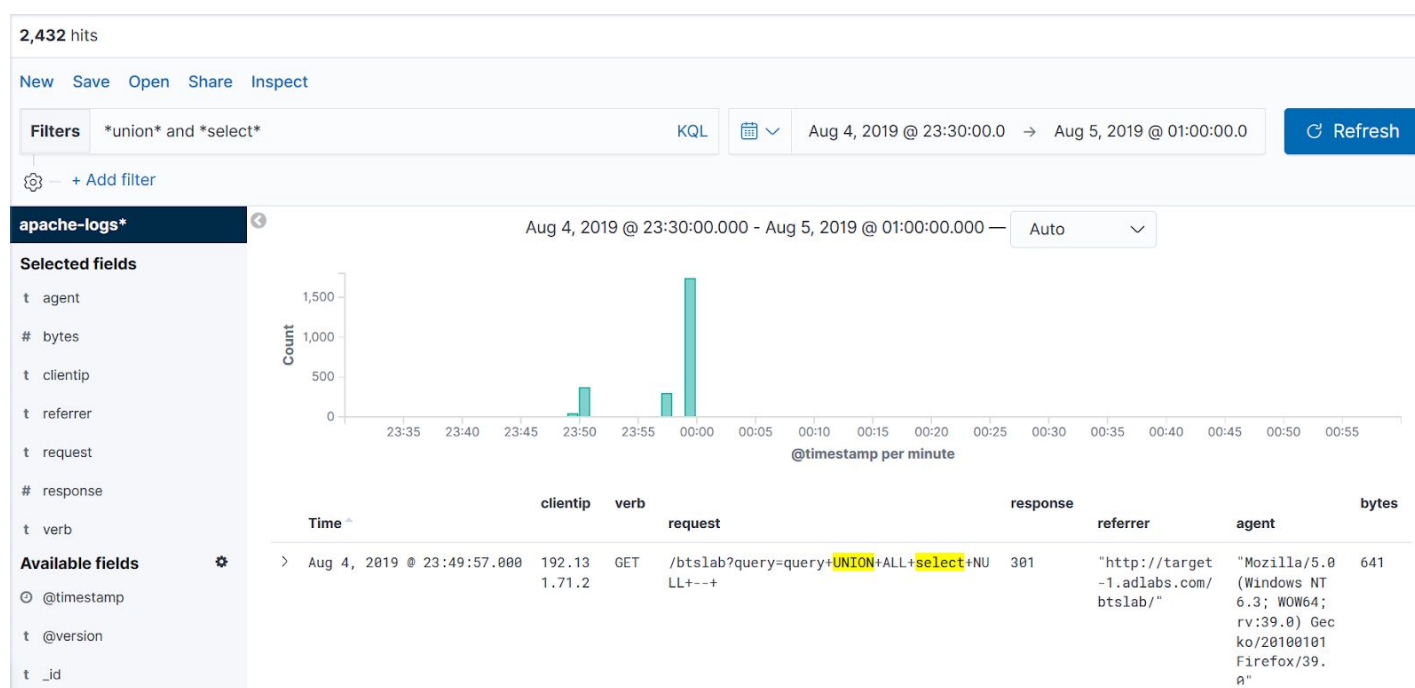 2,432 hits
New Save Open Share Inspect
Filters *union* and *select* KQL Aug 4, 2019 @ 23:30:00.0 → Aug 5, 2019 @ 01:00:00.0 Refresh
+ Add filter
apache-logs*
Aug 4, 2019 @ 23:30:00.000 - Aug 5, 2019 @ 01:00:00.000 — Auto
Selected fields
t agent
# bytes
t clientip
t referrer
t request
# response
t verb
Available fields
@timestamp
t @version
t _id
Count
1,500
1,000
500
0
23:35 23:40 23:45 23:50 23:55 00:00 00:05 00:10 00:15 00:20 00:25 00:30 00:35 00:40 00:45 00:50 00:55
@timestamp per minute
Time clientip verb request response referrer agent bytes
Aug 4, 2019 @ 23:49:57.000 192.13 GET /btslab?query=query+UNION+ALL+select+NU 301 "http://target "Mozilla/5.0 641
1.71.2 LL+--+ -1.adlabs.com/ (Windows NT
btslab/" 6.3; WOW64;
rv:39.0) Gec
ko/20100101
Firefox/39.
0"